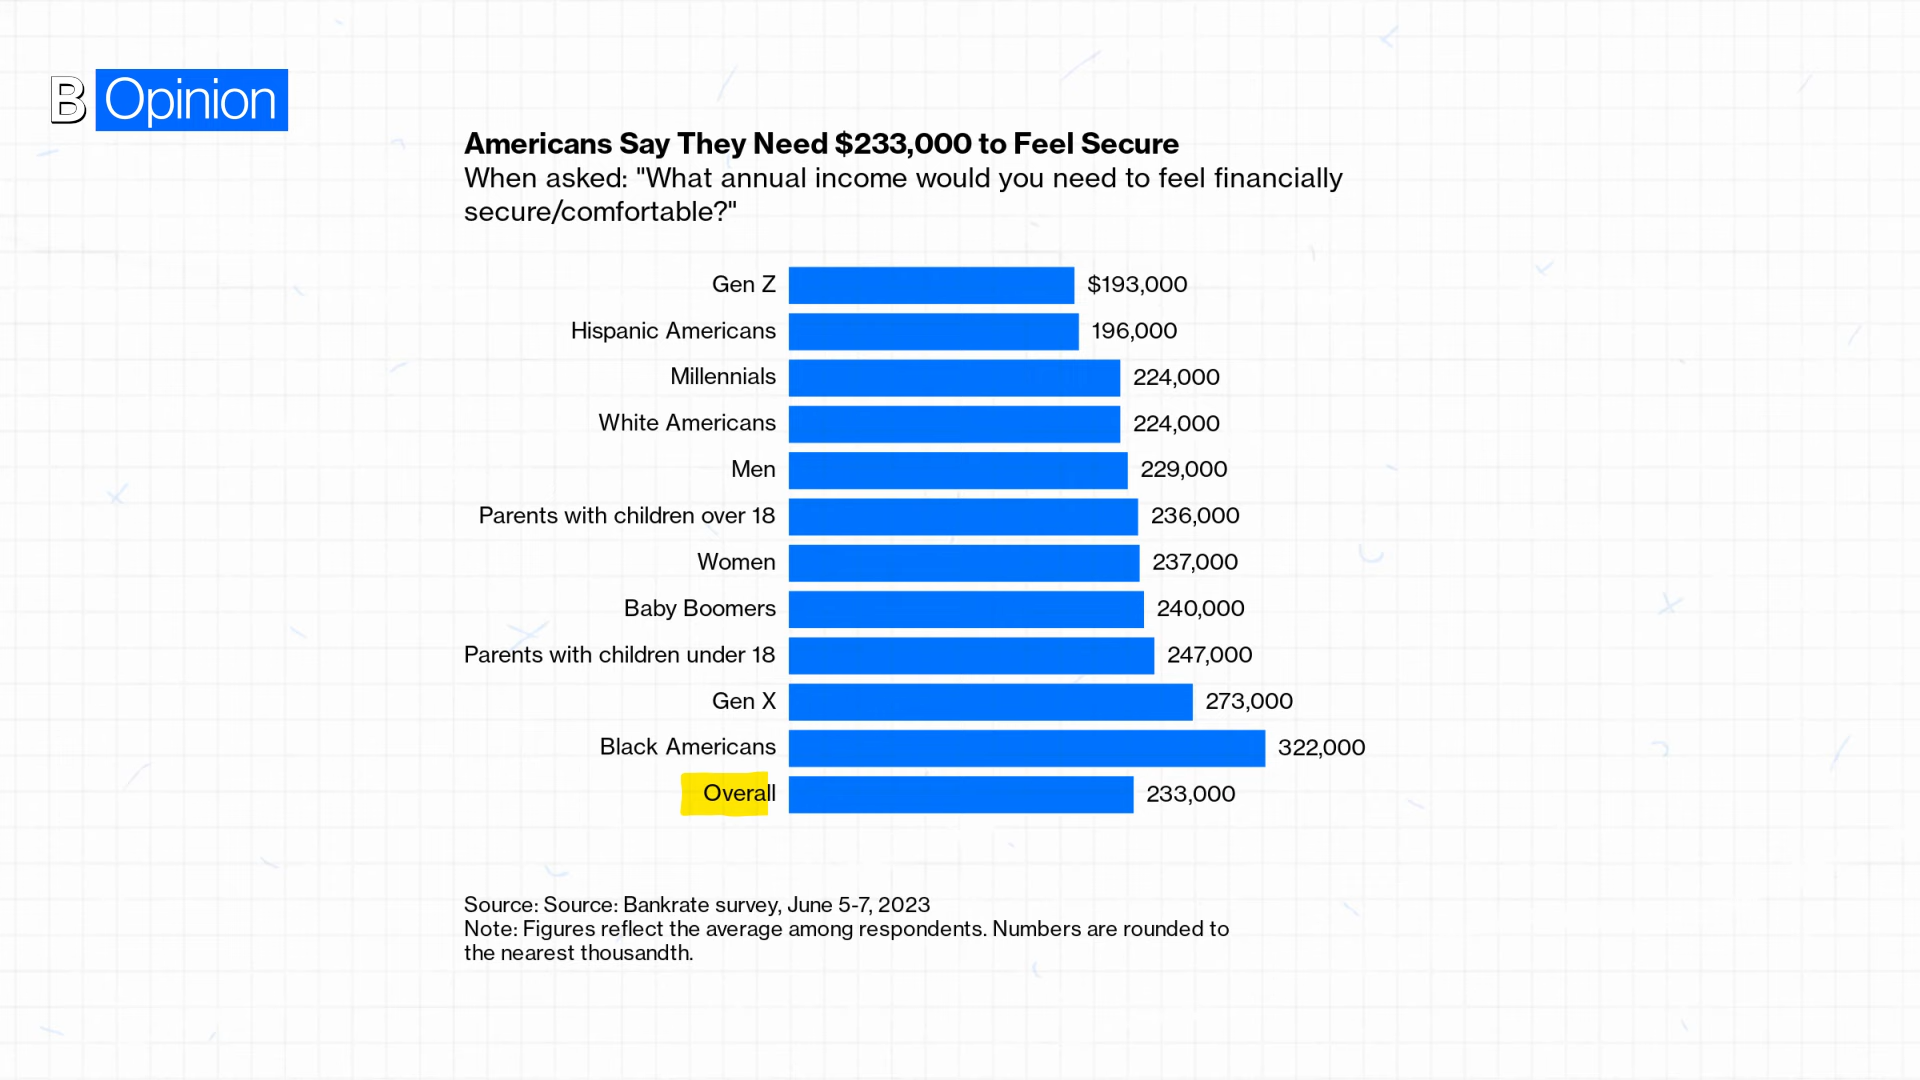 B Opinion
Americans Say They Need $233,000 to Feel Secure
When asked: "What annual income would you need to feel financially
secure/comfortable?"
Gen Z $193,000
Hispanic Americans 196,000
Millennials 224,000
White Americans 224,000
Men 229,000
Parents with children over 18 236,000
Women 237,000
Baby Boomers 240,000
Parents with children under 18 247,000
Gen X 273,000
Black Americans 322,000
Overall 233,000
Source: Source: Bankrate survey, June 5-7, 2023
Note: Figures reflect the average among respondents. Numbers are rounded to
the nearest thousandth.